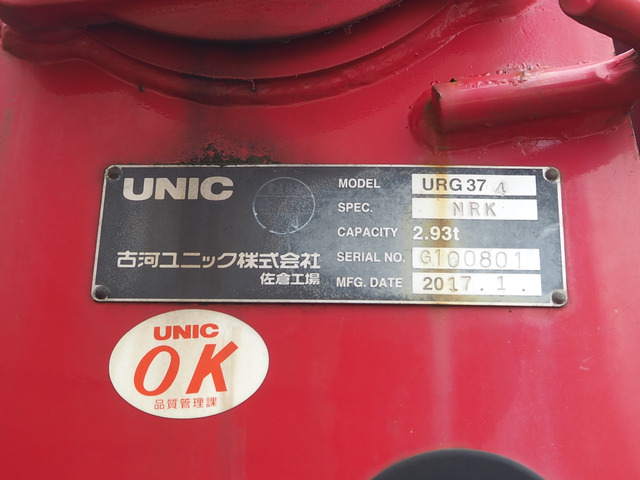 UNIC
MODEL URG37 4
SPEC. NRK
CAPACITY 2.93t
古河ユニック株式会社
佐倉工場
SERIAL NO. G100801
MFG. DATE 2017.1.
UNIC
OK
品質管理課